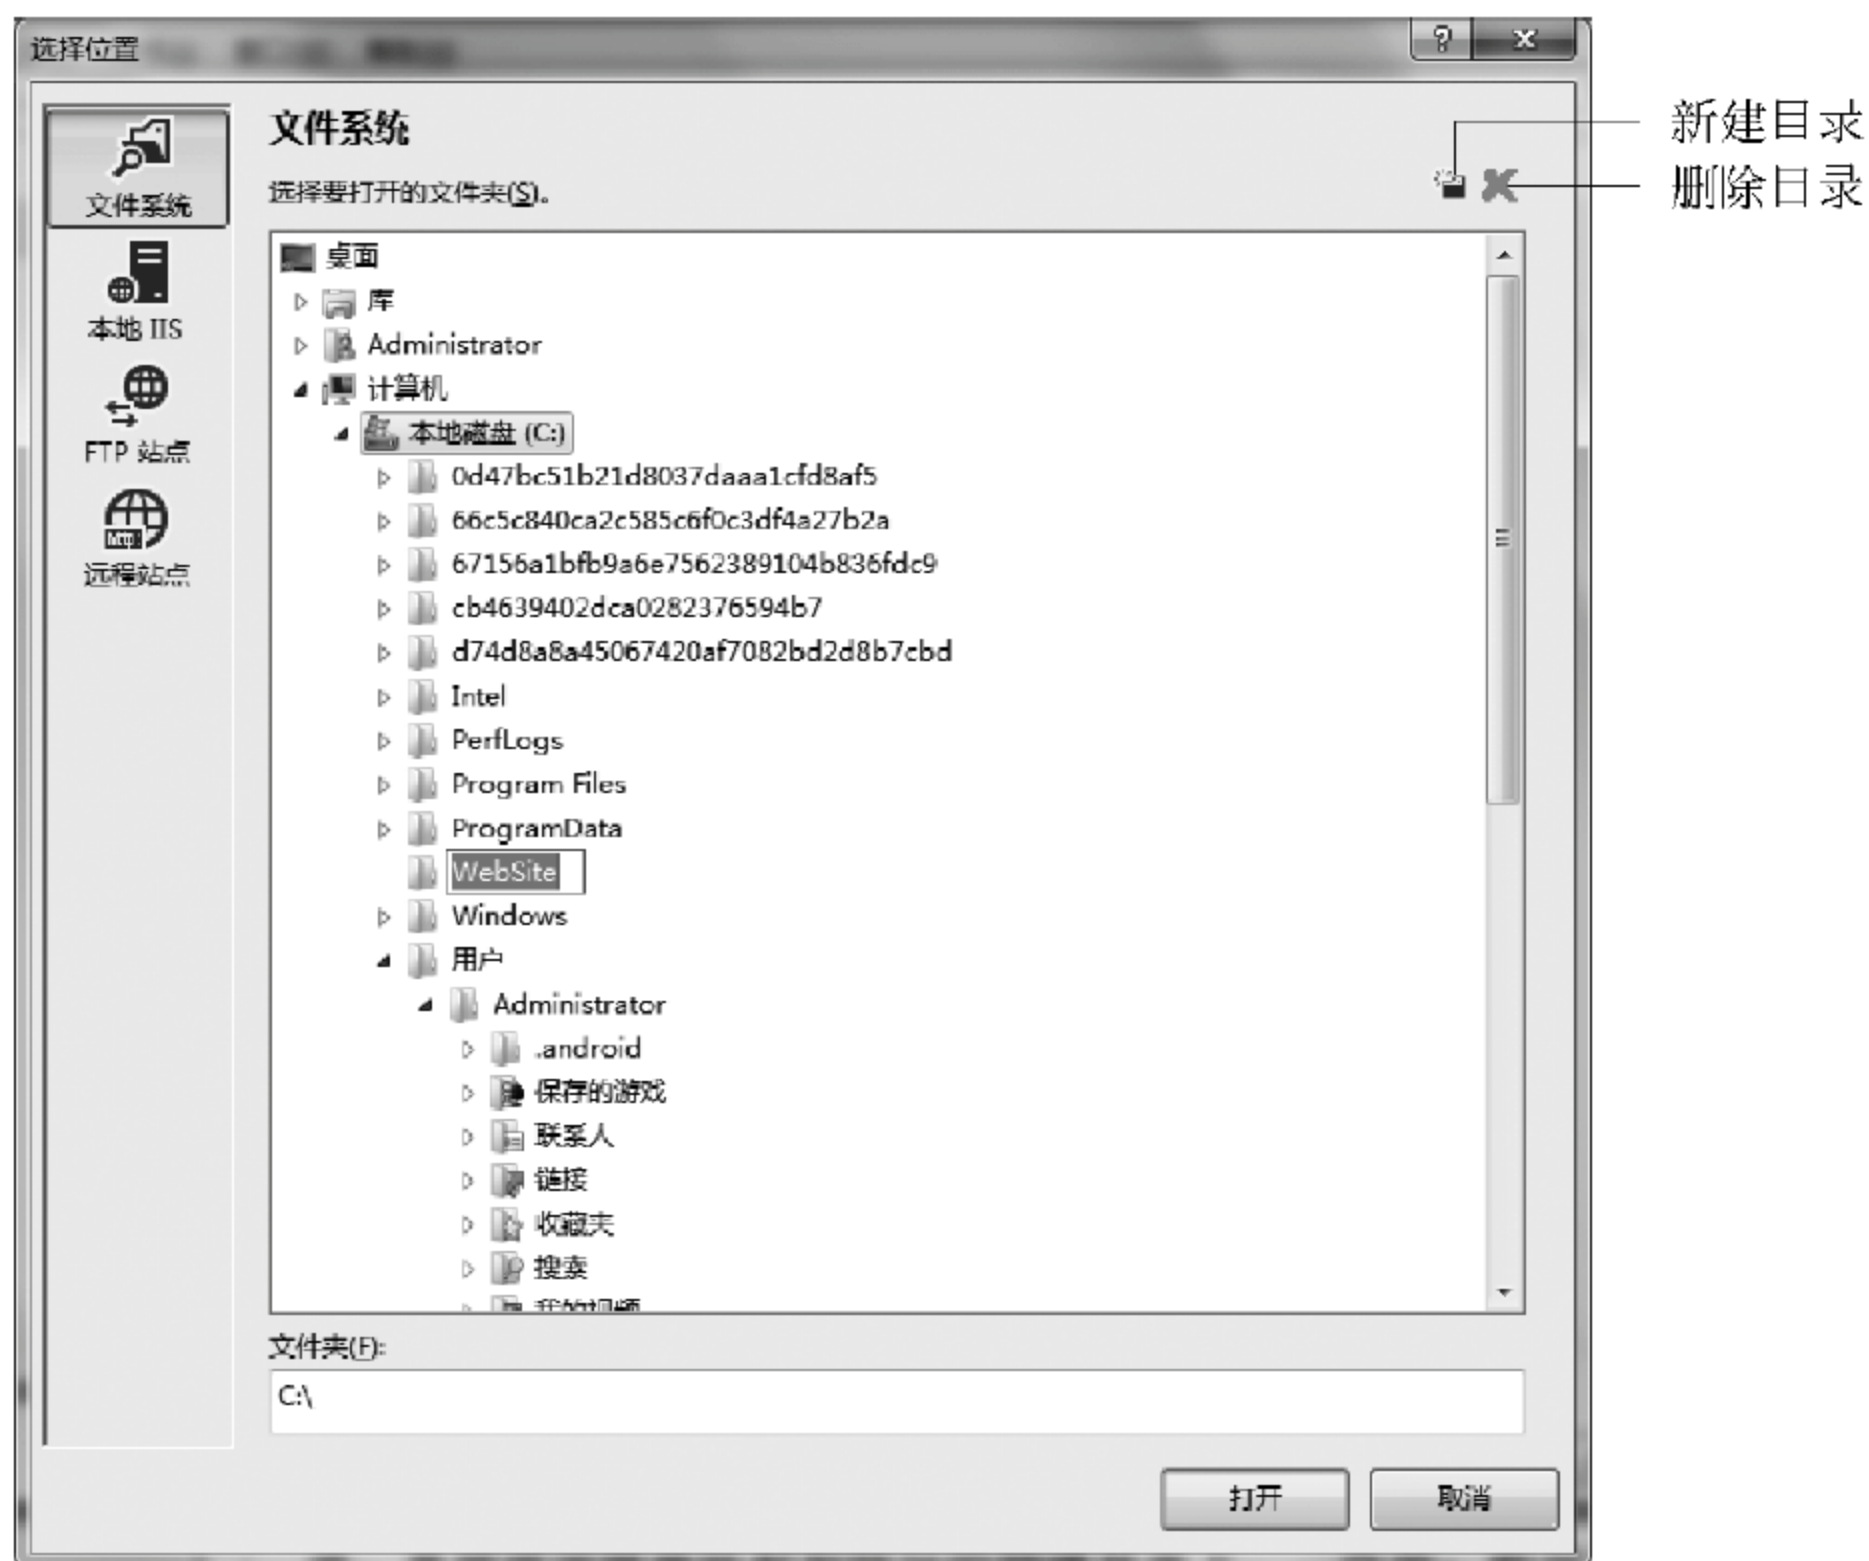 选择位置
文件系统
本地 IIS
FTP 站点
远程站点
文件系统
选择要打开的文件夹(S)。
新建目录
删除目录
桌面
库
Administrator
计算机
本地磁盘 (C:)
0d47bc51b21d8037daaa1cfd8af5
66c5c840ca2c585c6f0c3df4a27b2a
67156a1bfb9a6e7562389104b836fdc9
cb4639402dca0282376594b7
d74d8a8a45067420af7082bd2d8b7cbd
Intel
PerfLogs
Program Files
ProgramData
WebSite
Windows
用户
Administrator
.android
保存的游戏
联系人
链接
收藏夹
搜索
我的视频
文件夹(F):
C:\
打开
取消